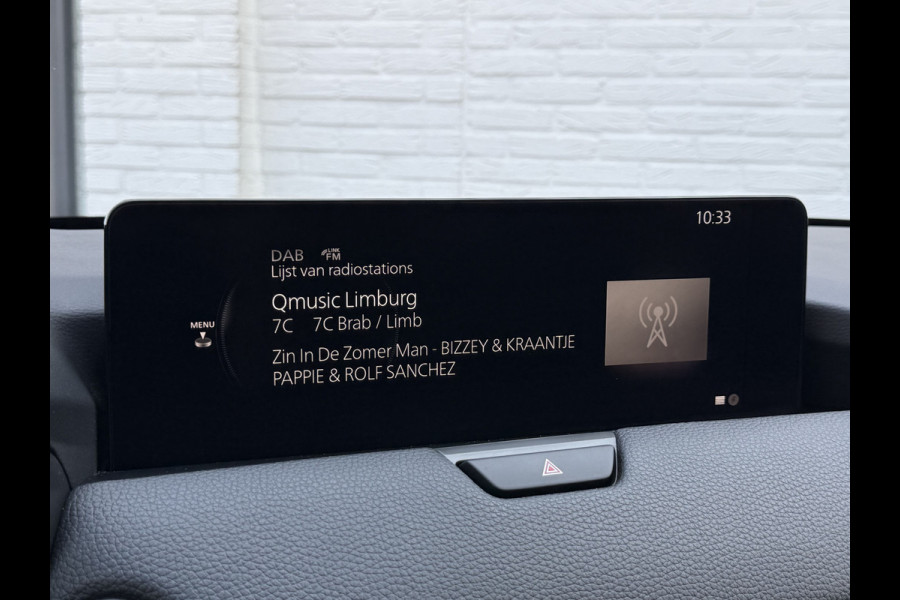 10:33
DAB LINK FM
Lijst van radiostations
Qmusic Limburg
7C 7C Brab / Limb
MENU
Zin In De Zomer Man - BIZZEY & KRAANTJE
PAPPIE & ROLF SANCHEZ